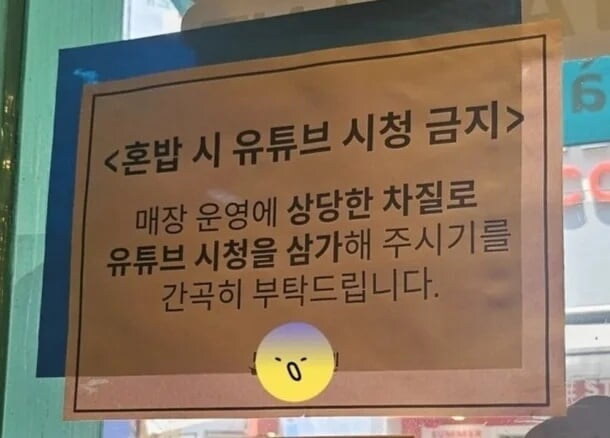 <혼밥 시 유튜브 시청 금지>
매장 운영에 상당한 차질로
유튜브 시청을 삼가해 주시기를
간곡히 부탁드립니다.